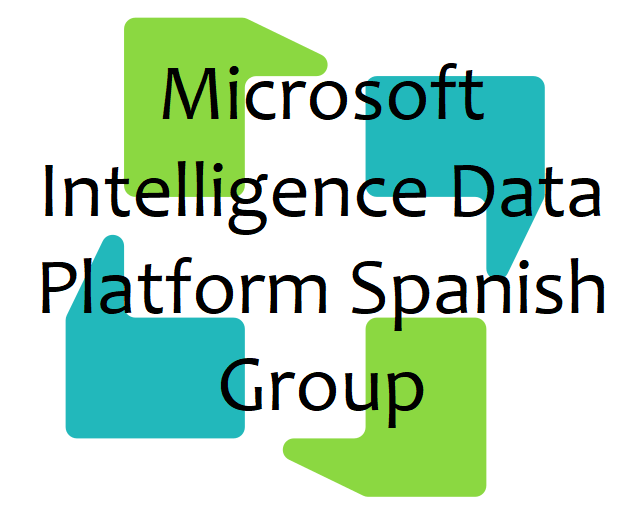 Microsoft
Intelligence Data
Platform Spanish
Group